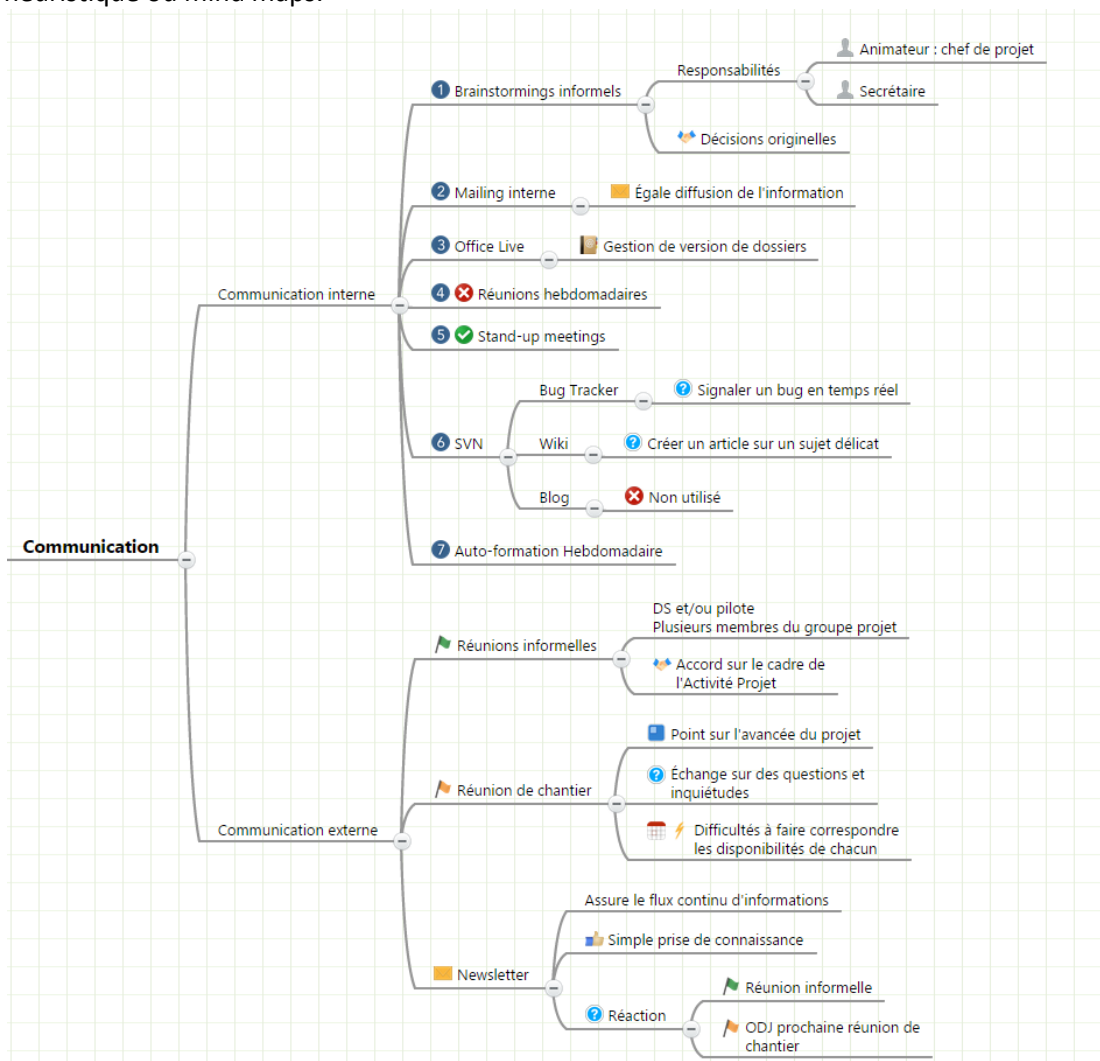 heuristique ou mind maps.
Animateur : chef de projet
Responsabilités
1 Brainstormings informels
Secrétaire
Décisions originelles
2 Mailing interne
Égale diffusion de l'information
3 Office Live
Gestion de version de dossiers
Communication interne
4 Réunions hebdomadaires
5 Stand-up meetings
Bug Tracker
? Signaler un bug en temps réel
6 SVN
Wiki
? Créer un article sur un sujet délicat
Blog
Non utilisé
Communication
7 Auto-formation Hebdomadaire
Réunions informelles
DS et/ou pilote
Plusieurs membres du groupe projet
Accord sur le cadre de
l'Activité Projet
Point sur l'avancée du projet
Réunion de chantier
? Échange sur des questions et
inquiétudes
Communication externe
Difficultés à faire correspondre
les disponibilités de chacun
Assure le flux continu d'informations
Simple prise de connaissance
Newsletter
Réunion informelle
? Réaction
ODJ prochaine réunion de
chantier